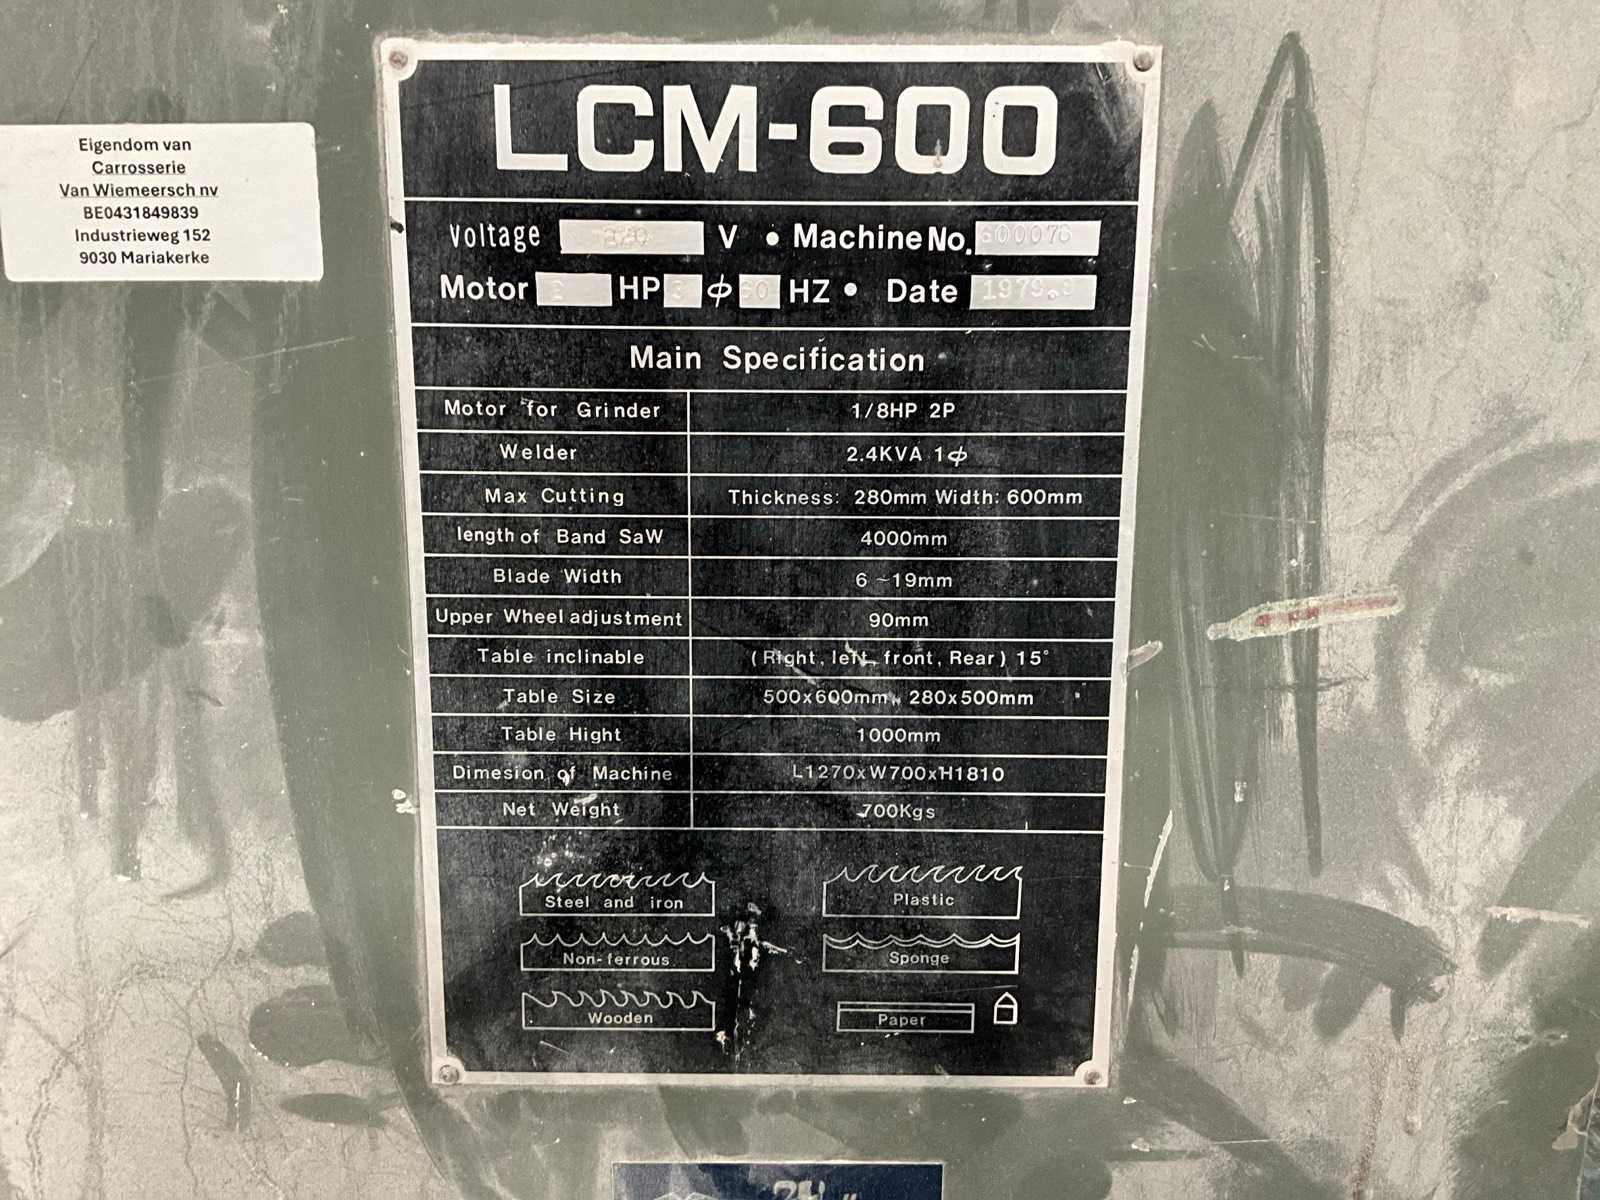 Eigendom van
Carrosserie
Van Wiemeersch nv
BE0431849839
Industrieweg 152
9030 Mariakerke
LCM-600
Voltage V • Machine No.
Motor HP ϕ HZ • Date
Main Specification
Motor for Grinder 1/8HP 2P
Welder 2.4KVA 1ϕ
Max Cutting Thickness: 280mm Width: 600mm
length of Band SaW 4000mm
Blade Width 6~19mm
Upper Wheel adjustment 90mm
Table inclinable (Right, left, front, Rear) 15°
Table Size 500x600mm, 280x500mm
Table Hight 1000mm
Dimesion of Machine L1270xW700xH1810
Net Weight 700Kgs
Steel and iron Plastic
Non-ferrous Sponge
Wooden Paper